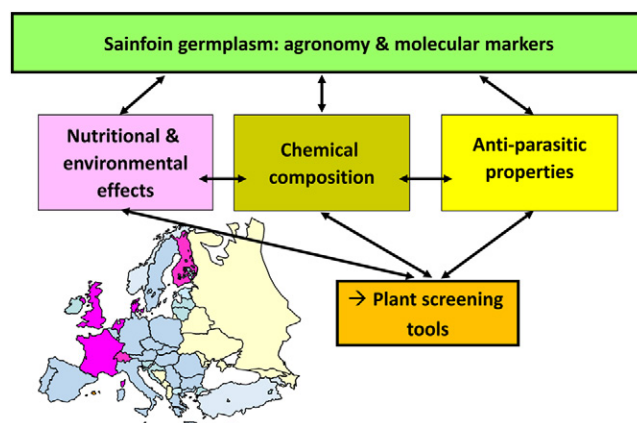 Sainfoin germplasm: agronomy & molecular markers
Nutritional &
environmental
effects
Chemical
composition
Anti-parasitic
properties
→ Plant screening
tools